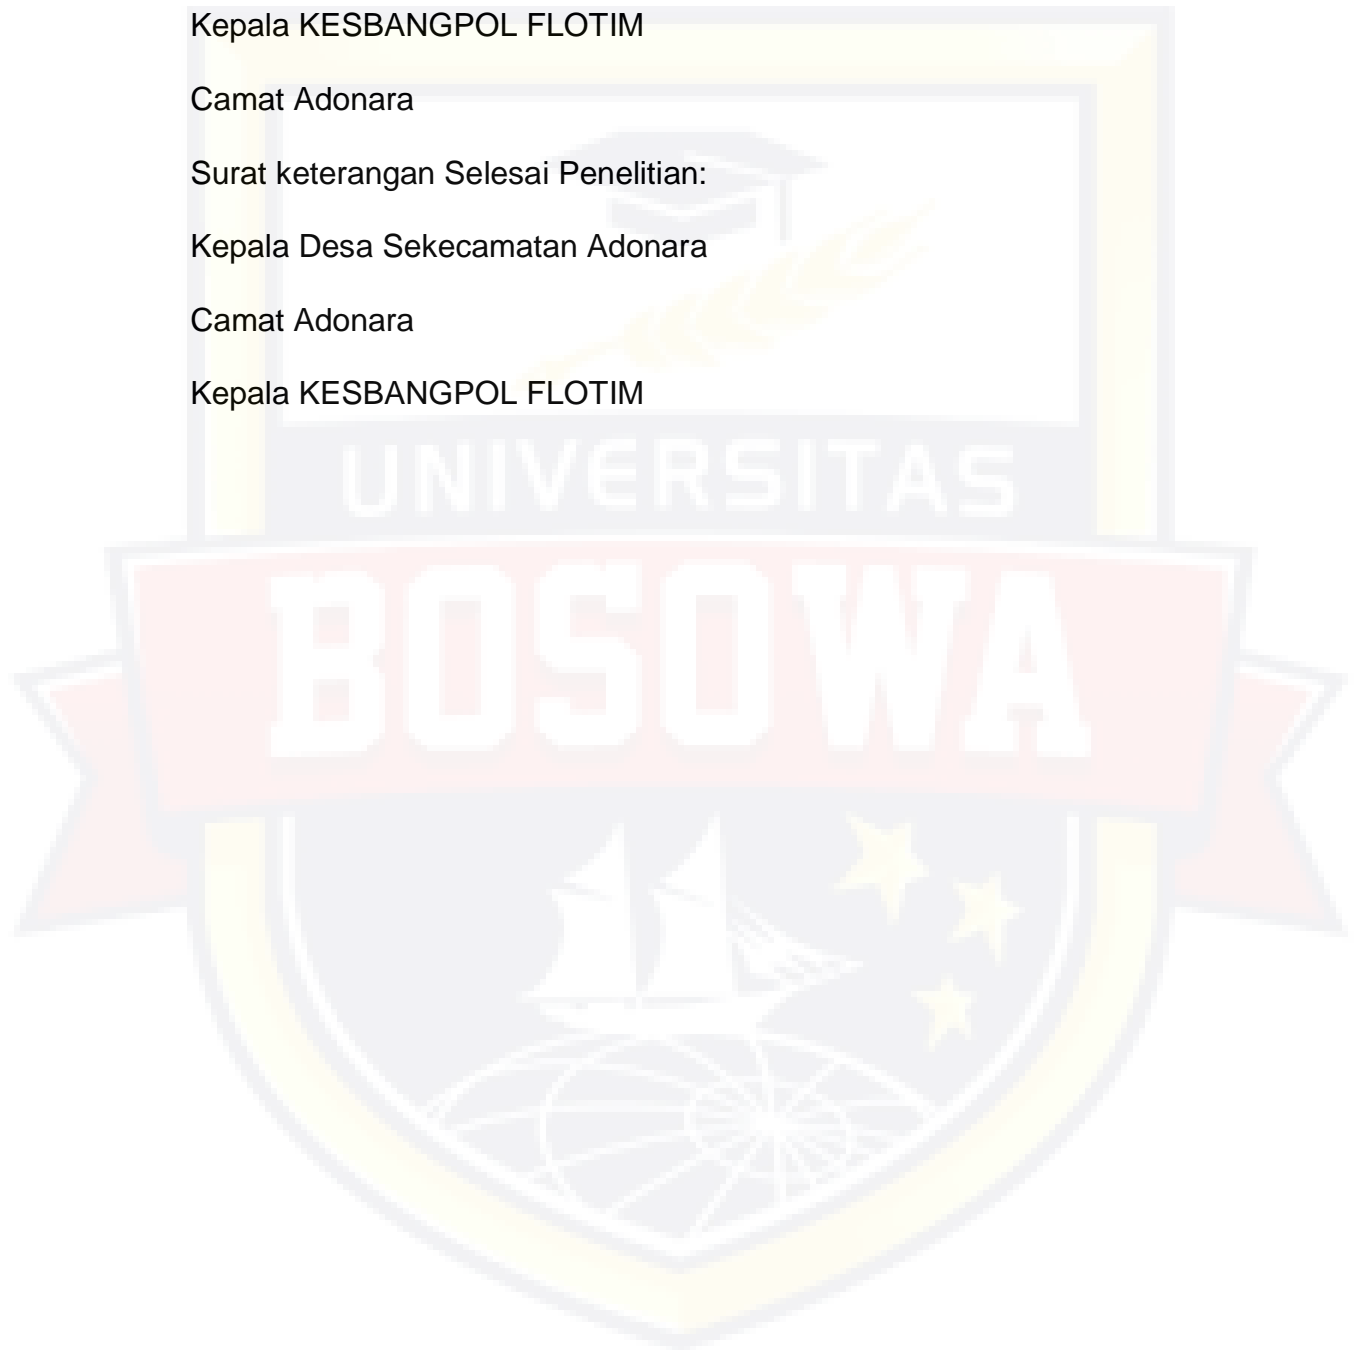 Kepala KESBANGPOL FLOTIM
Camat Adonara
Surat keterangan Selesai Penelitian:
Kepala Desa Sekecamatan Adonara
Camat Adonara
Kepala KESBANGPOL FLOTIM
UNIVERSITAS
BOSOWA